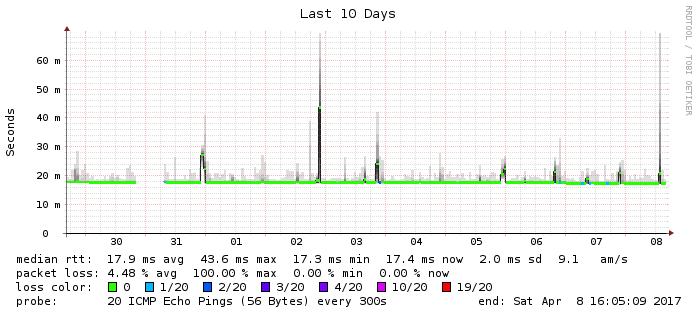 Last 10 Days
RRDTOOL / TOBI OETIKER
Seconds
60 m
50 m
40 m
30 m
20 m
10 m
0
30 31 01 02 03 04 05 06 07 08
median rtt: 17.9 ms avg 43.6 ms max 17.3 ms min 17.4 ms now 2.0 ms sd 9.1 am/s
packet loss: 4.48 % avg 100.00 % max 0.00 % min 0.00 % now
loss color: 0 1/20 2/20 3/20 4/20 10/20 19/20
probe: 20 ICMP Echo Pings (56 Bytes) every 300s end: Sat Apr 8 16:05:09 2017